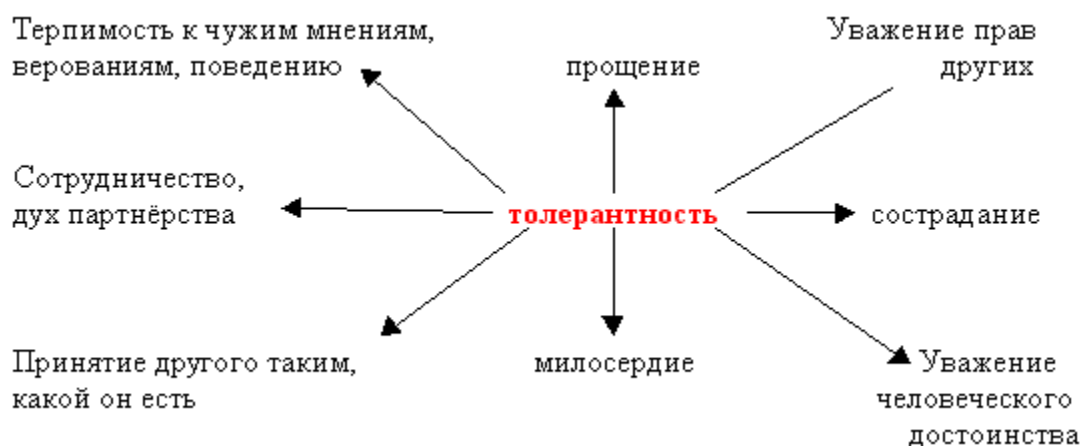 Терпимость к чужим мнениям,
верованиям, поведению
прощение
Уважение прав
других
Сотрудничество,
дух партнёрства
толерантность
сострадание
Принятие другого таким,
какой он есть
милосердие
Уважение
человеческого
достоинства